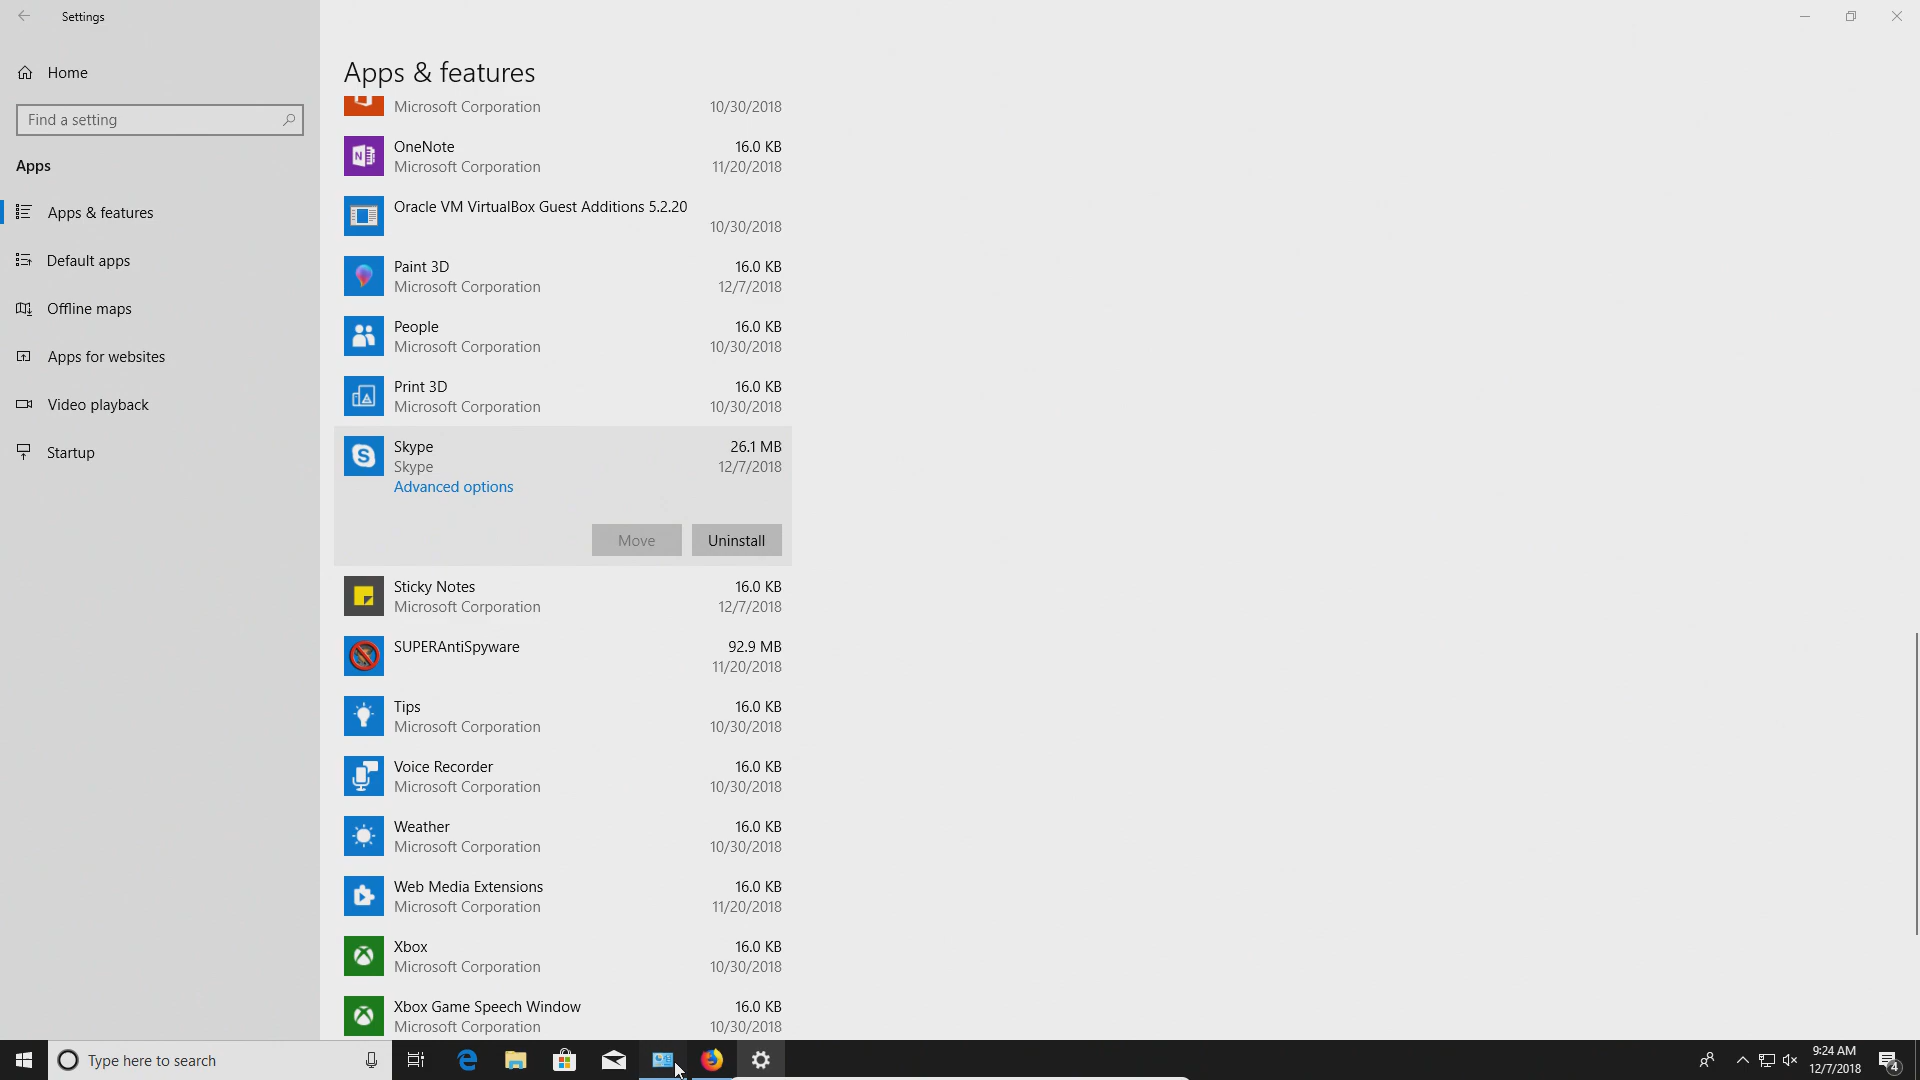 Settings
Home
Find a setting
Apps
Apps & features
Default apps
Offline maps
Apps for websites
Video playback
Startup
Apps & features
Microsoft Corporation 10/30/2018
OneNote 16.0 KB
Microsoft Corporation 11/20/2018
Oracle VM VirtualBox Guest Additions 5.2.20
10/30/2018
Paint 3D 16.0 KB
Microsoft Corporation 12/7/2018
People 16.0 KB
Microsoft Corporation 10/30/2018
Print 3D 16.0 KB
Microsoft Corporation 10/30/2018
Skype 26.1 MB
Skype 12/7/2018
Advanced options
Move Uninstall
Sticky Notes 16.0 KB
Microsoft Corporation 12/7/2018
SUPERAntiSpyware 92.9 MB
11/20/2018
Tips 16.0 KB
Microsoft Corporation 10/30/2018
Voice Recorder 16.0 KB
Microsoft Corporation 10/30/2018
Weather 16.0 KB
Microsoft Corporation 10/30/2018
Web Media Extensions 16.0 KB
Microsoft Corporation 11/20/2018
Xbox 16.0 KB
Microsoft Corporation 10/30/2018
Xbox Game Speech Window 16.0 KB
Microsoft Corporation 10/30/2018
Type here to search
9:24 AM
12/7/2018
4